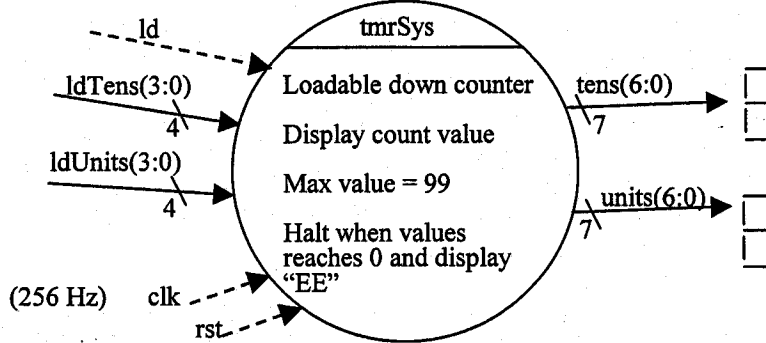 tmrSys
ld
Loadable down counter
ldTens(3:0)
4
tens(6:0)
7
Display count value
ldUnits(3:0)
4
Max value = 99
units(6:0)
7
Halt when values
reaches 0 and display
“EE”
(256 Hz) clk
rst